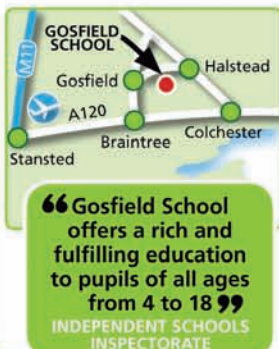 GOSFIELD
SCHOOL
M11
Gosfield
Halstead
A120
Stansted
Braintree
Colchester
“Gosfield School
offers a rich and
fulfilling education
to pupils of all ages
from 4 to 18”
INDEPENDENT SCHOOLS
INSPECTORATE